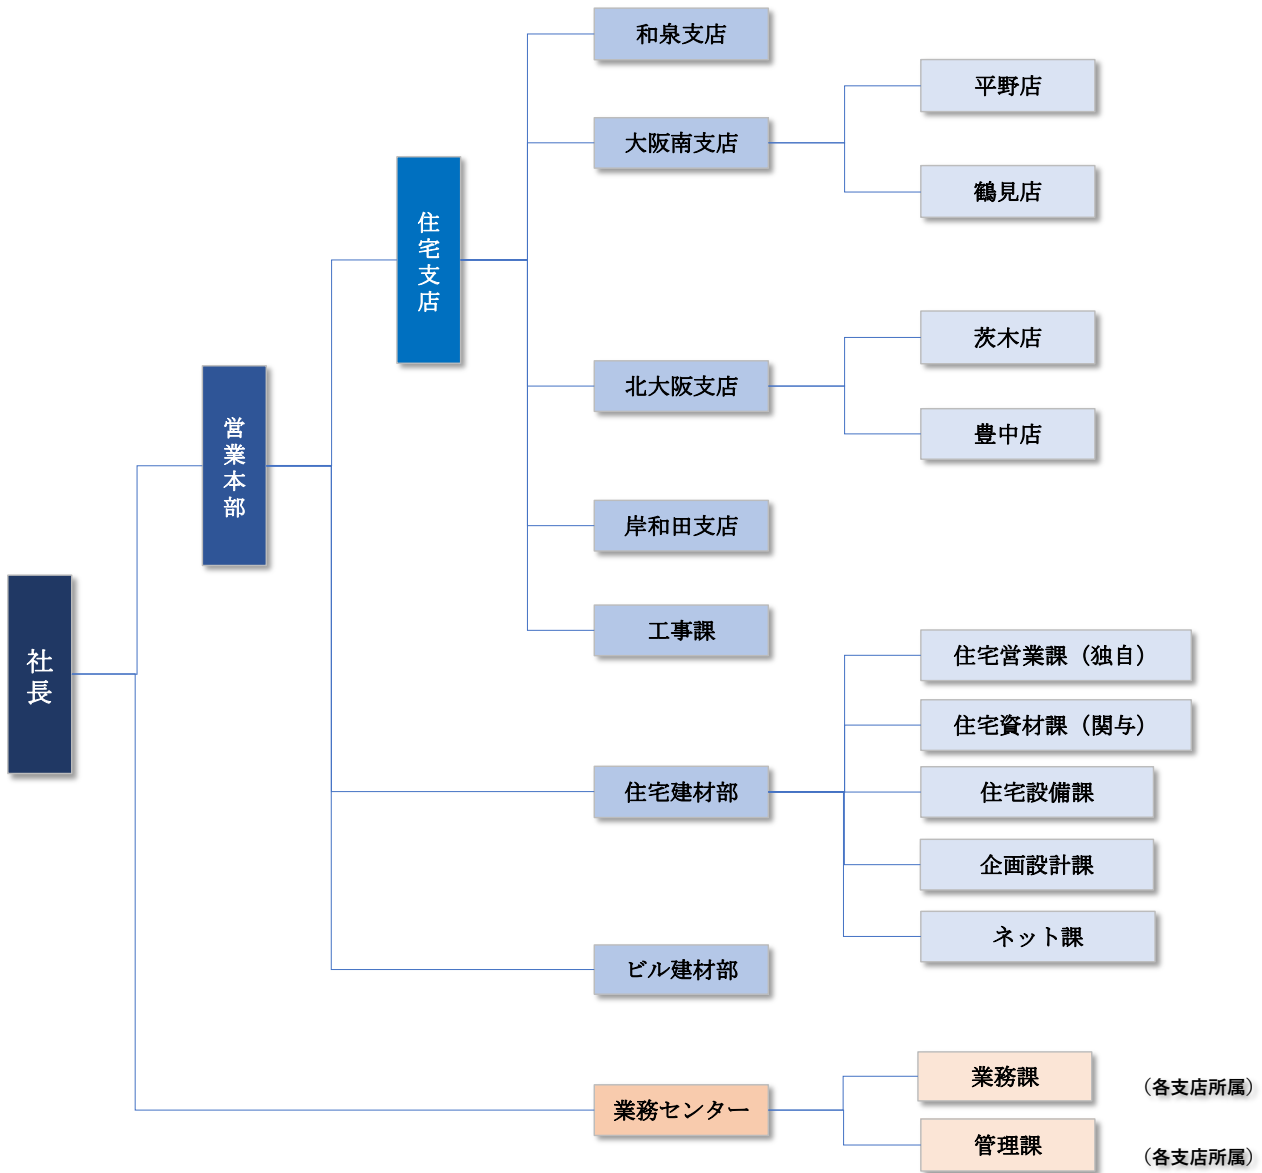 社長
営業本部
住宅支店
和泉支店
大阪南支店
平野店
鶴見店
北大阪支店
茨木店
豊中店
岸和田支店
工事課
住宅建材部
住宅営業課（独自）
住宅資材課（関与）
住宅設備課
企画設計課
ネット課
ビル建材部
業務センター
業務課
（各支店所属）
管理課
（各支店所属）